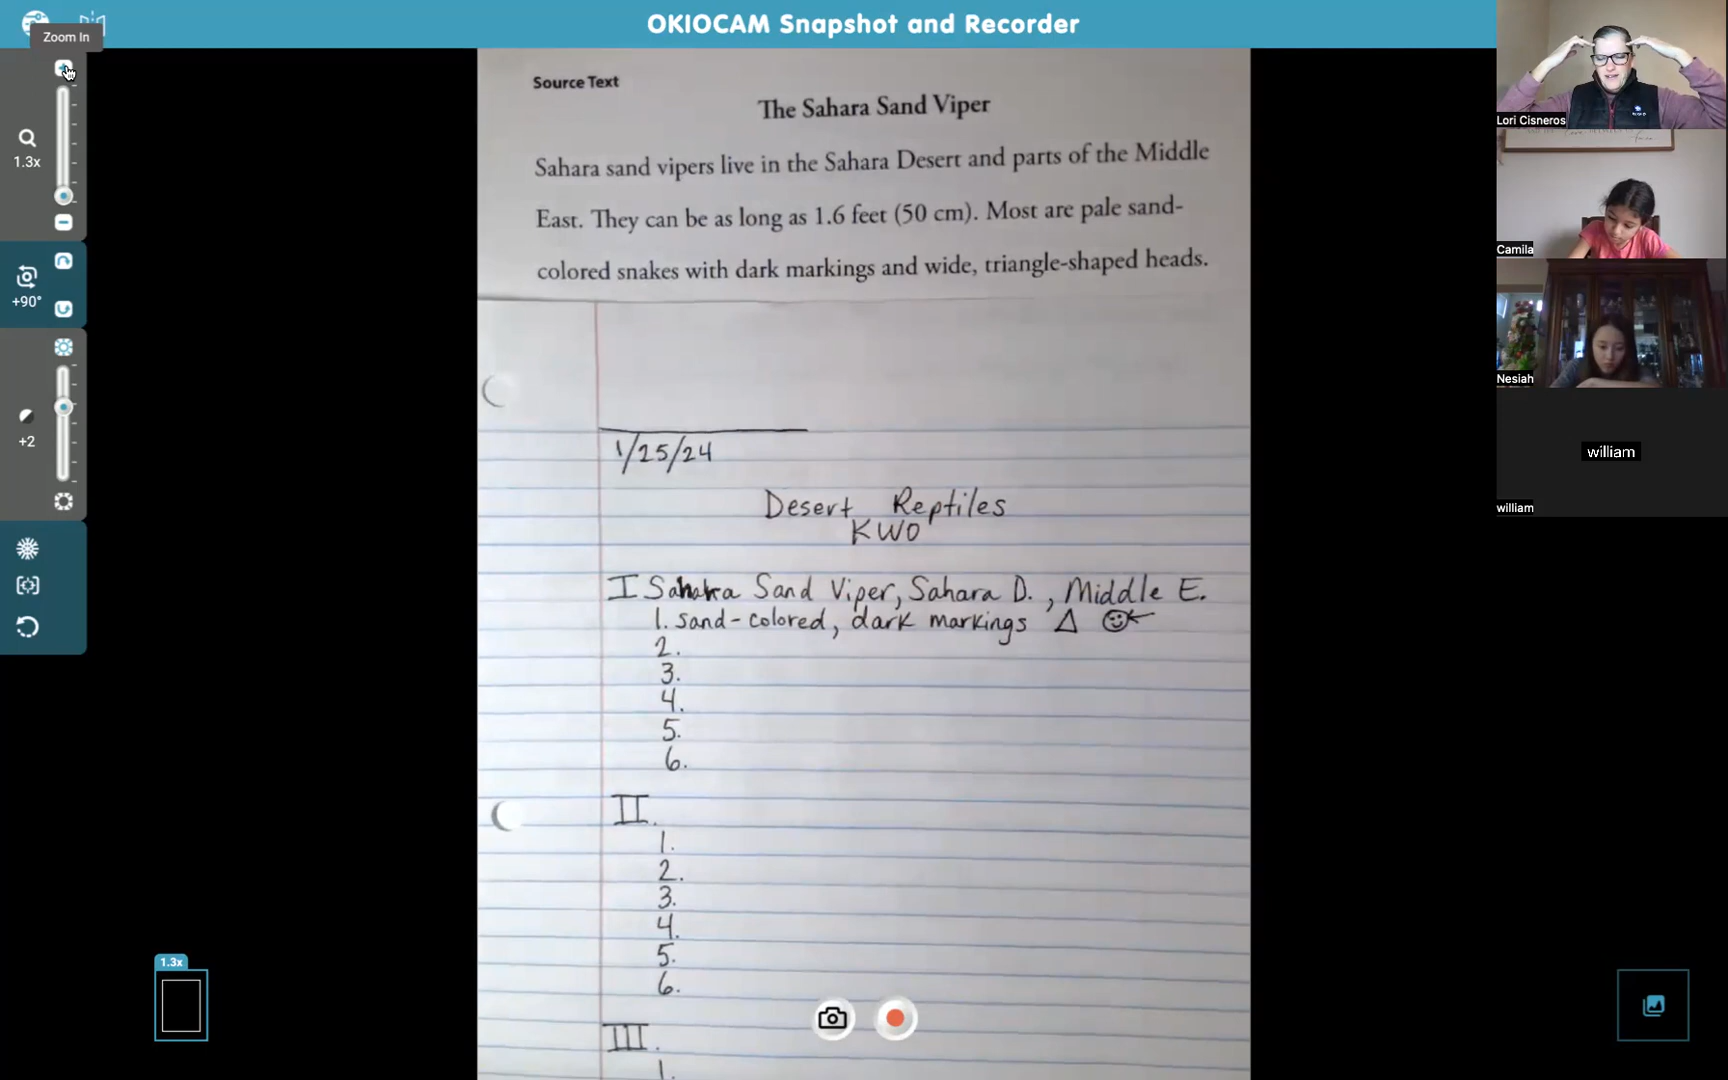 OKIOCAM Snapshot and Recorder
Zoom In
1.3x
+90°
+2
Source Text
The Sahara Sand Viper
Sahara sand vipers live in the Sahara Desert and parts of the Middle
East. They can be as long as 1.6 feet (50 cm). Most are pale sand-
colored snakes with dark markings and wide, triangle-shaped heads.
1/25/24
Desert Reptiles
KWO
I Sahara Sand Viper, Sahara D., Middle E.
1. sand-colored, dark markings
2.
3.
4.
5.
6.
II.
1.
2.
3.
4.
5.
6.
III.
1.
1.3x
Lori Cisneros
Camila
Nesiah
william
william